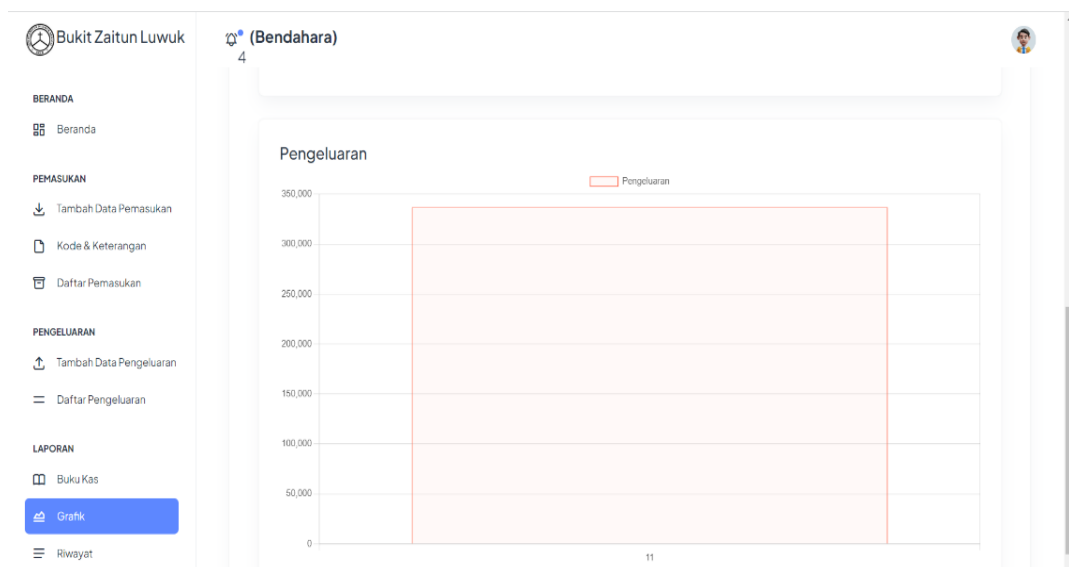 Bukit Zaitun Luwuk
(Bendahara)
4
BERANDA
Beranda
PEMASUKAN
Tambah Data Pemasukan
Kode & Keterangan
Daftar Pemasukan
PENGELUARAN
Tambah Data Pengeluaran
Daftar Pengeluaran
LAPORAN
Buku Kas
Grafik
Riwayat
Pengeluaran
Pengeluaran
350,000
300,000
250,000
200,000
150,000
100,000
50,000
0
11